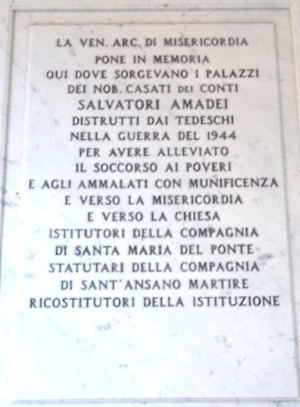 LA VEN. ARC. DI MISERICORDIA
PONE IN MEMORIA
QUI DOVE SORGEVANO I PALAZZI
DEI NOB. CASATI DEI CONTI
SALVATORI AMADEI
DISTRUTTI DAI TEDESCHI
NELLA GUERRA DEL 1944
PER AVERE ALLEVIATO
IL SOCCORSO AI POVERI
E AGLI AMMALATI CON MUNIFICENZA
E VERSO LA MISERICORDIA
E VERSO LA CHIESA
ISTITUTORI DELLA COMPAGNIA
DI SANTA MARIA DEL PONTE
STATUTARI DELLA COMPAGNIA
DI SANT'ANSANO MARTIRE
RICOSTITUTORI DELLA ISTITUZIONE